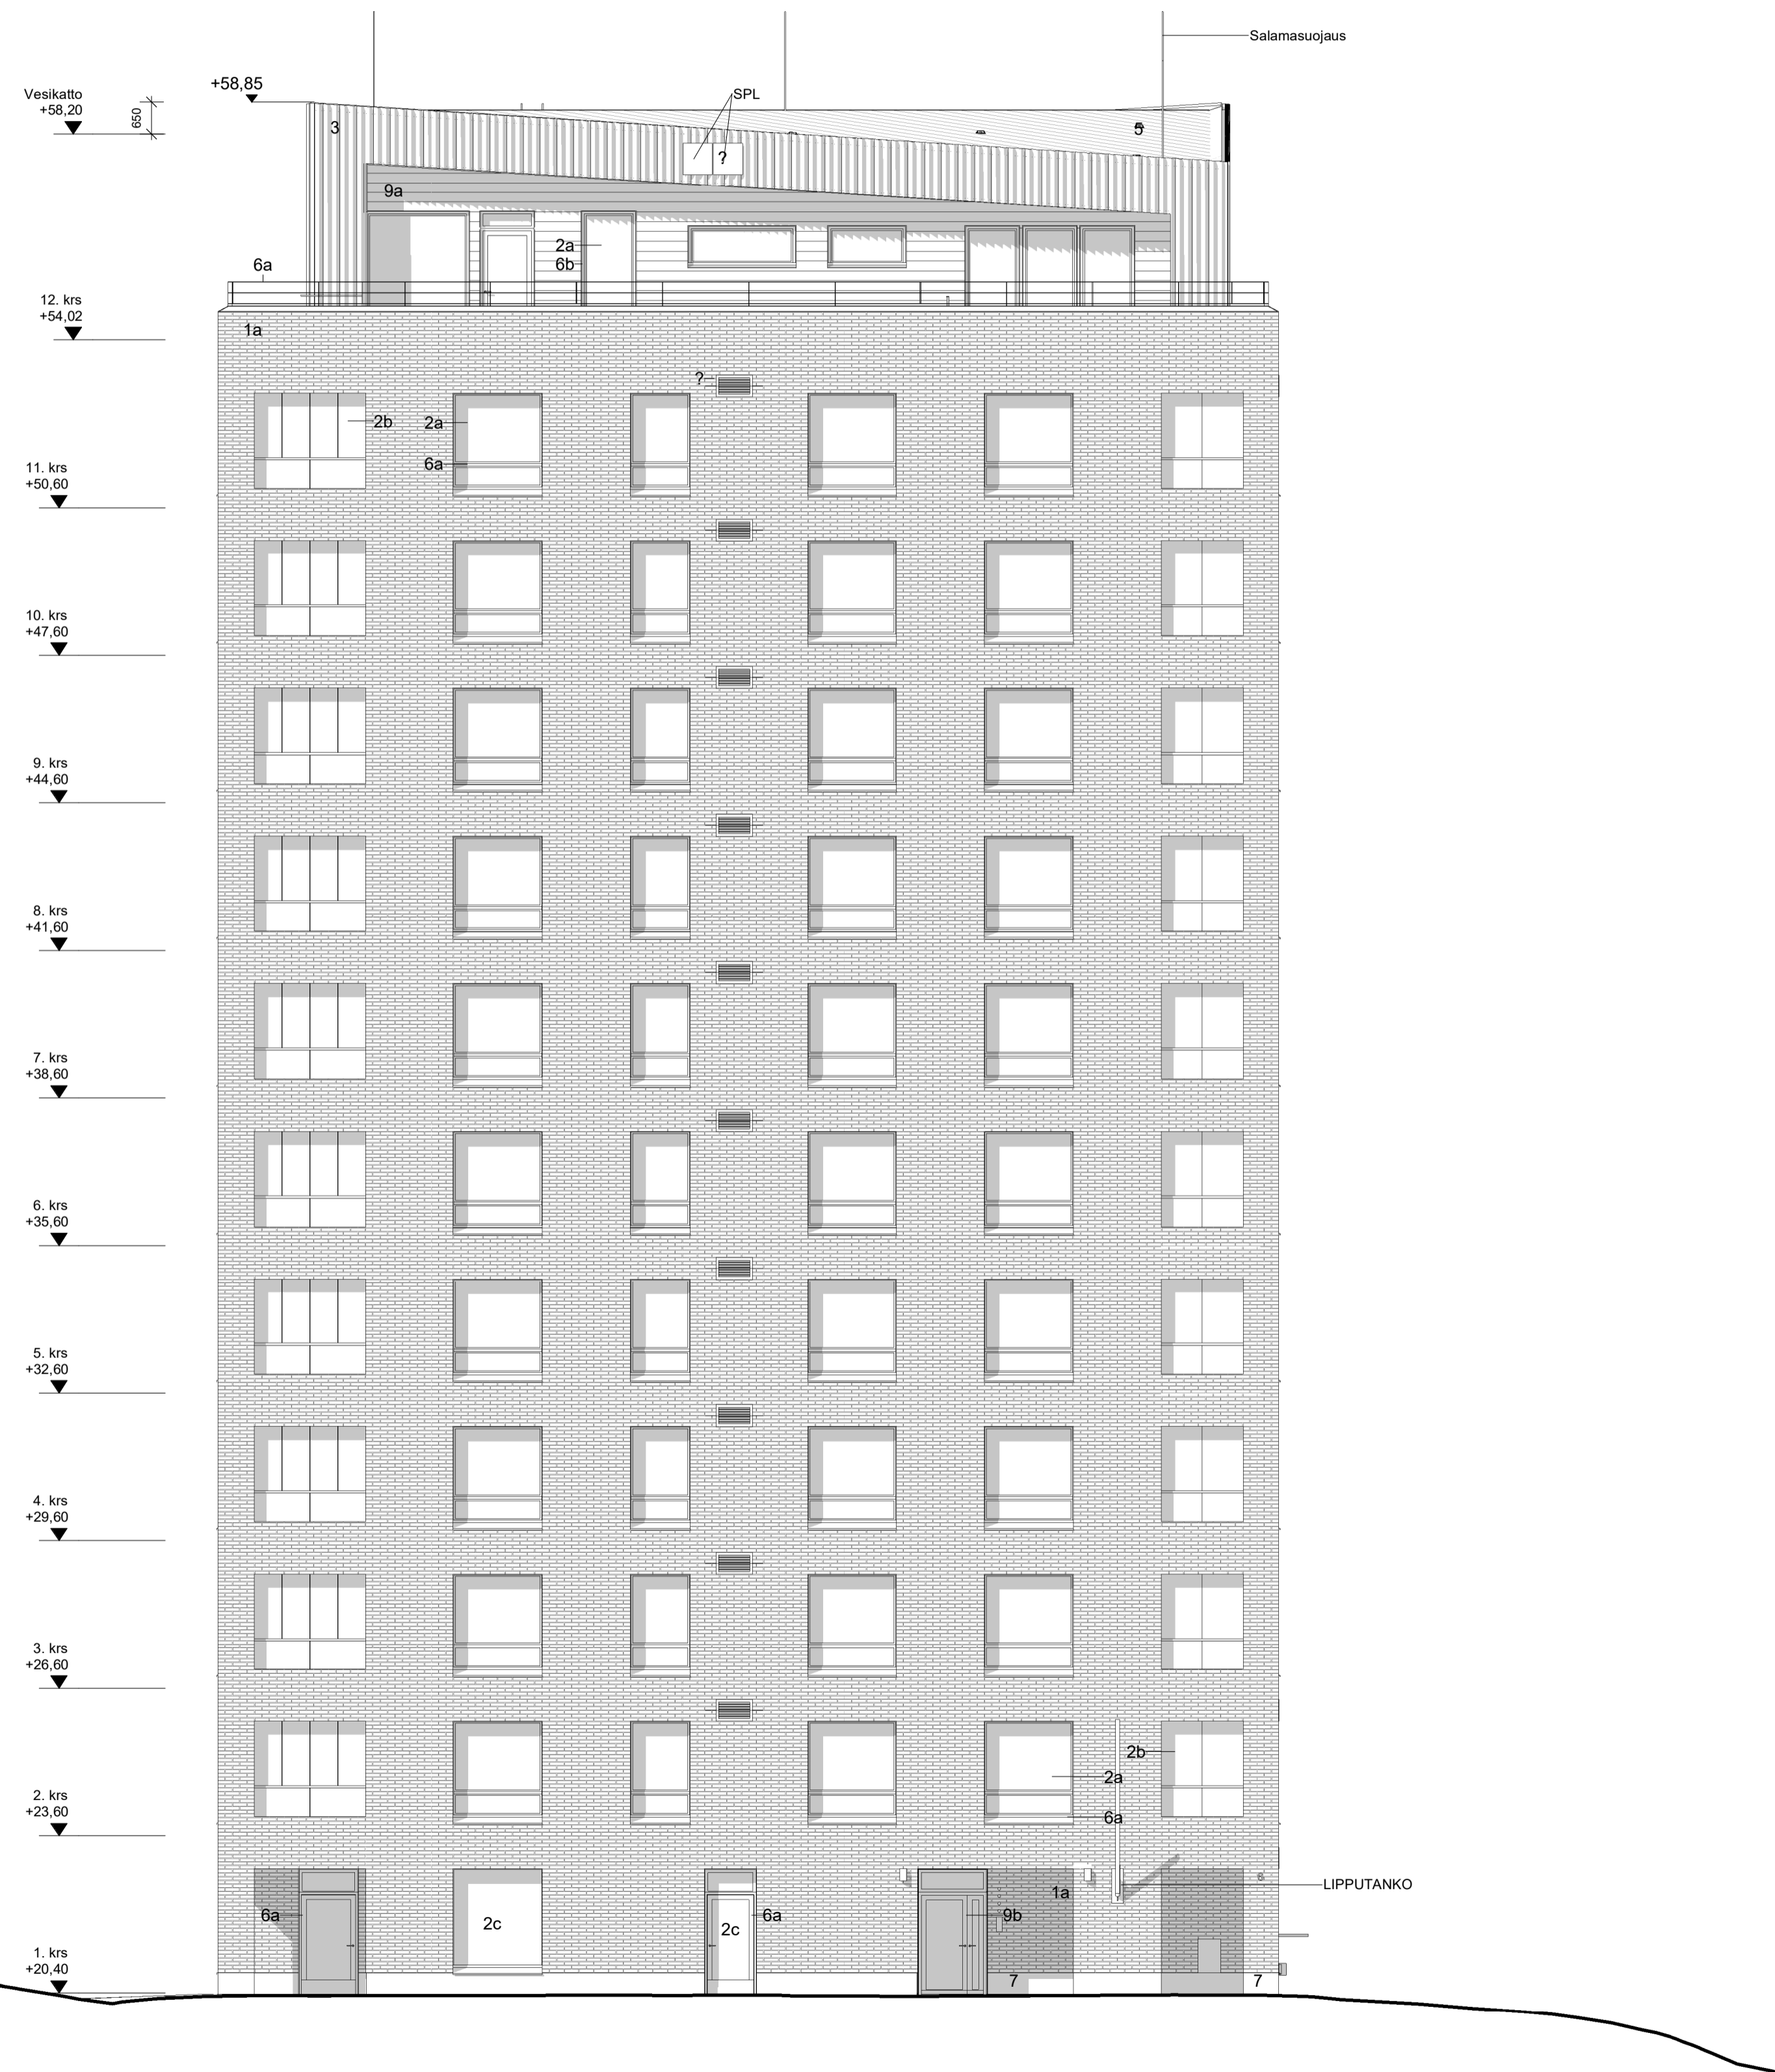 Salamasuojaus
+58,85
Vesikatto
+58,20
650
SPL
3
5
?
9a
2a
6b
6a
12. krs
+54,02
1a
?
2b
2a
6a
11. krs
+50,60
10. krs
+47,60
9. krs
+44,60
8. krs
+41,60
7. krs
+38,60
6. krs
+35,60
5. krs
+32,60
4. krs
+29,60
3. krs
+26,60
2b
2a
2. krs
+23,60
6a
6
LIPPUTANKO
1a
6a
2c
2c
6a
9b
1. krs
+20,40
7
7